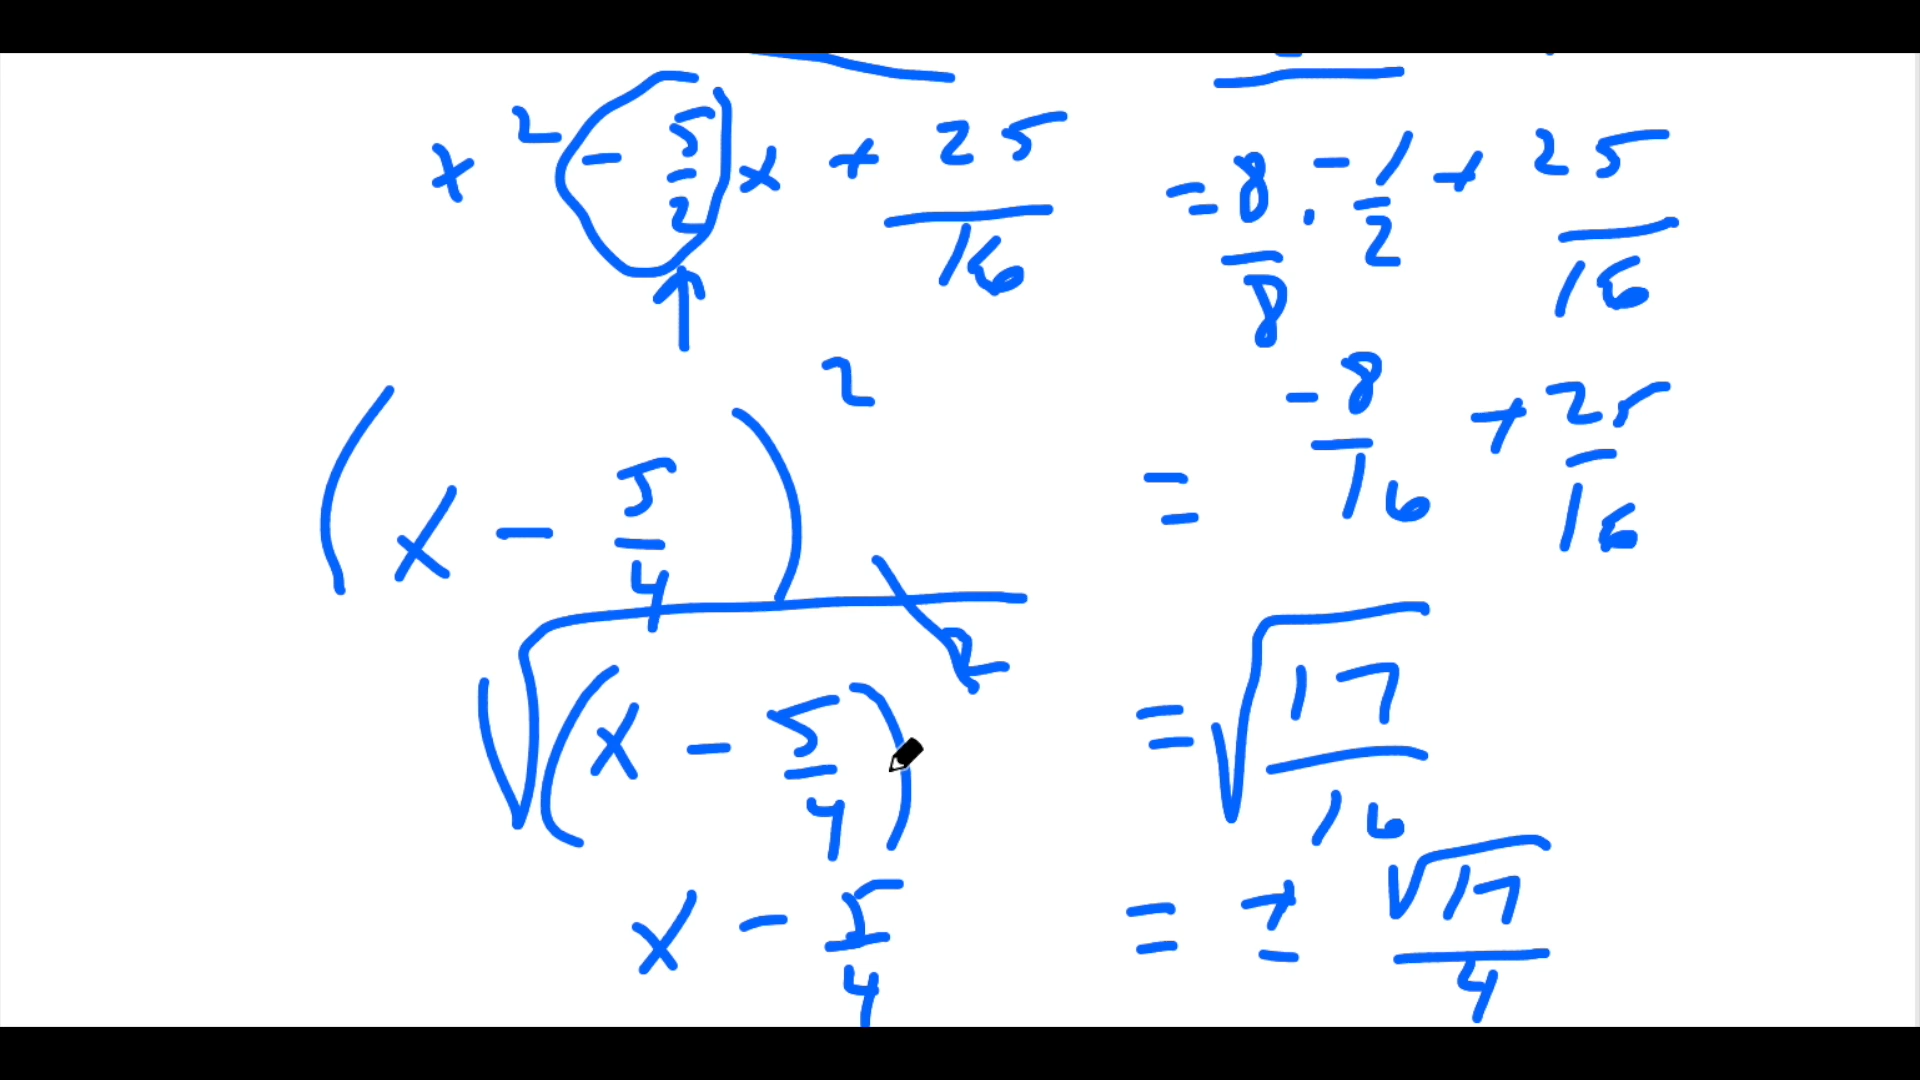 x² - 5/2 x + 25/16 = 8/8 · -1/2 + 25/16
(x - 5/4)² = -8/16 + 25/16
√(x - 5/4)² = √17/16
x - 5/4 = ± √17/4